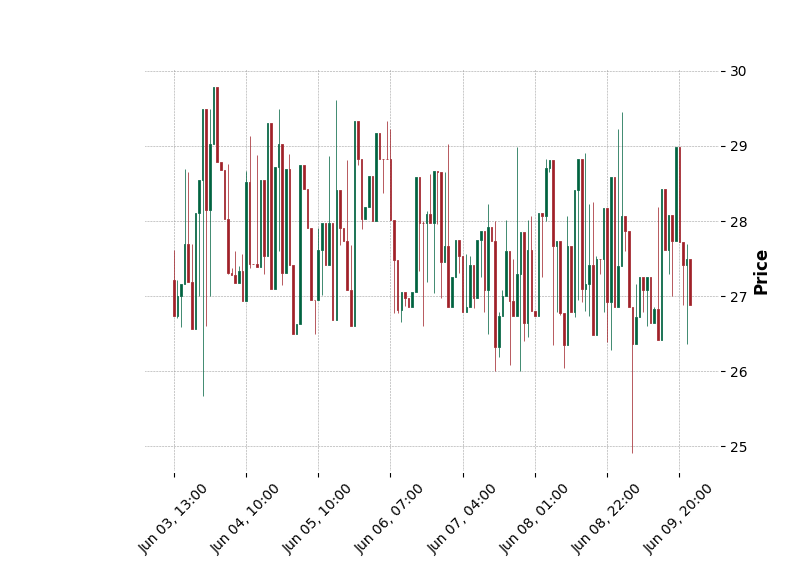 30
29
28
27
26
25
Price
Jun 03, 13:00
Jun 04, 10:00
Jun 05, 10:00
Jun 06, 07:00
Jun 07, 04:00
Jun 08, 01:00
Jun 08, 22:00
Jun 09, 20:00